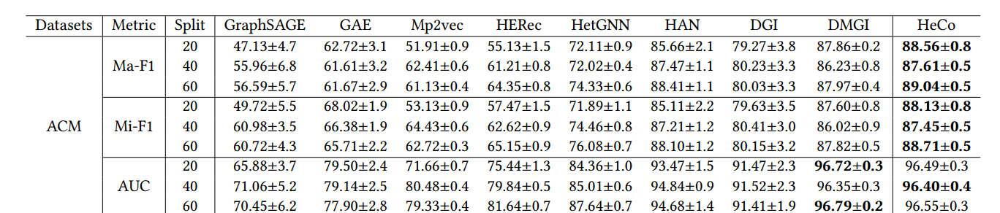 Datasets Metric Split GraphSAGE GAE Mp2vec HERec HetGNN HAN DGI DMGI HeCo
20 47.13±4.7 62.72±3.1 51.91±0.9 55.13±1.5 72.11±0.9 85.66±2.1 79.27±3.8 87.86±0.2 88.56±0.8
Ma-F1 40 55.96±6.8 61.61±3.2 62.41±0.6 61.21±0.8 72.02±0.4 87.47±1.1 80.23±3.3 86.23±0.8 87.61±0.5
60 56.59±5.7 61.67±2.9 61.13±0.4 64.35±0.8 74.33±0.6 88.41±1.1 80.03±3.3 87.97±0.4 89.04±0.5
20 49.72±5.5 68.02±1.9 53.13±0.9 57.47±1.5 71.89±1.1 85.11±2.2 79.63±3.5 87.60±0.8 88.13±0.8
ACM Mi-F1 40 60.98±3.5 66.38±1.9 64.43±0.6 62.62±0.9 74.46±0.8 87.21±1.2 80.41±3.0 86.02±0.9 87.45±0.5
60 60.72±4.3 65.71±2.2 62.72±0.3 65.15±0.9 76.08±0.7 88.10±1.2 80.15±3.2 87.82±0.5 88.71±0.5
20 65.88±3.7 79.50±2.4 71.66±0.7 75.44±1.3 84.36±1.0 93.47±1.5 91.47±2.3 96.72±0.3 96.49±0.3
AUC 40 71.06±5.2 79.14±2.5 80.48±0.4 79.84±0.5 85.01±0.6 94.84±0.9 91.52±2.3 96.35±0.3 96.40±0.4
60 70.45±6.2 77.90±2.8 79.33±0.4 81.64±0.7 87.64±0.7 94.68±1.4 91.41±1.9 96.79±0.2 96.55±0.3